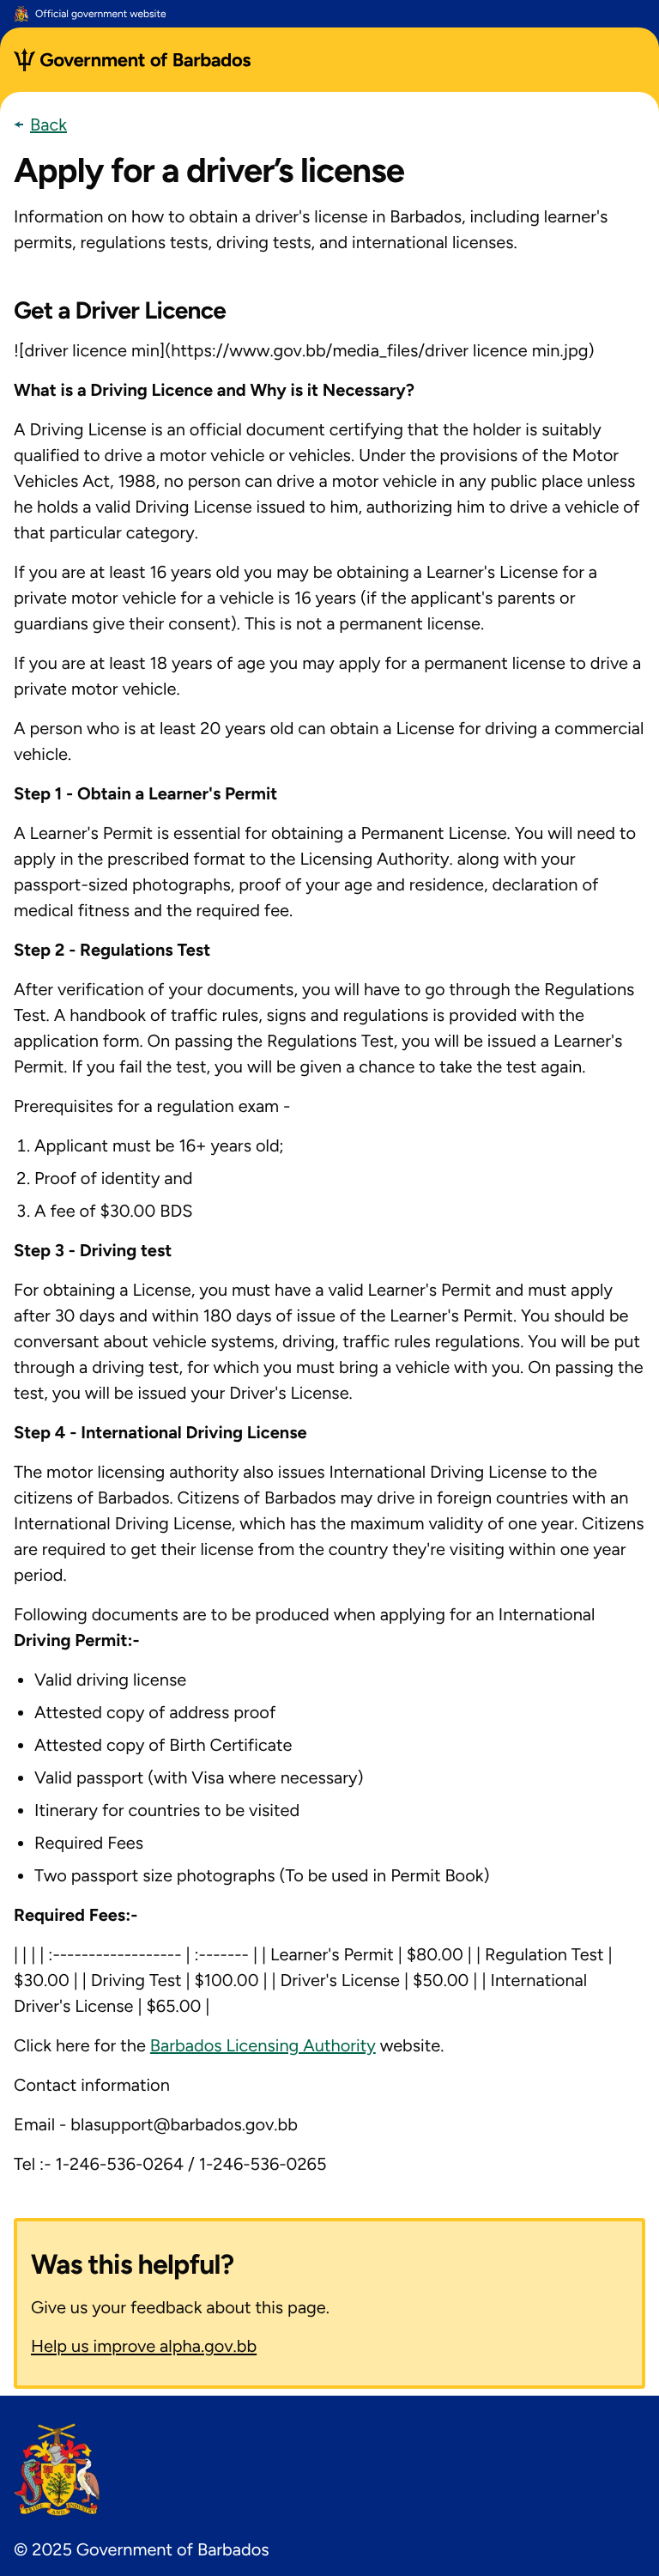 Official government website
Government of Barbados
Back
Apply for a driver’s license
Information on how to obtain a driver's license in Barbados, including learner's
permits, regulations tests, driving tests, and international licenses.
Get a Driver Licence
![driver licence min](https://www.gov.bb/media_files/driver licence min.jpg)
What is a Driving Licence and Why is it Necessary?
A Driving License is an official document certifying that the holder is suitably
qualified to drive a motor vehicle or vehicles. Under the provisions of the Motor
Vehicles Act, 1988, no person can drive a motor vehicle in any public place unless
he holds a valid Driving License issued to him, authorizing him to drive a vehicle of
that particular category.
If you are at least 16 years old you may be obtaining a Learner's License for a
private motor vehicle for a vehicle is 16 years (if the applicant's parents or
guardians give their consent). This is not a permanent license.
If you are at least 18 years of age you may apply for a permanent license to drive a
private motor vehicle.
A person who is at least 20 years old can obtain a License for driving a commercial
vehicle.
Step 1 - Obtain a Learner's Permit
A Learner's Permit is essential for obtaining a Permanent License. You will need to
apply in the prescribed format to the Licensing Authority. along with your
passport-sized photographs, proof of your age and residence, declaration of
medical fitness and the required fee.
Step 2 - Regulations Test
After verification of your documents, you will have to go through the Regulations
Test. A handbook of traffic rules, signs and regulations is provided with the
application form. On passing the Regulations Test, you will be issued a Learner's
Permit. If you fail the test, you will be given a chance to take the test again.
Prerequisites for a regulation exam -
1. Applicant must be 16+ years old;
2. Proof of identity and
3. A fee of $30.00 BDS
Step 3 - Driving test
For obtaining a License, you must have a valid Learner's Permit and must apply
after 30 days and within 180 days of issue of the Learner's Permit. You should be
conversant about vehicle systems, driving, traffic rules regulations. You will be put
through a driving test, for which you must bring a vehicle with you. On passing the
test, you will be issued your Driver's License.
Step 4 - International Driving License
The motor licensing authority also issues International Driving License to the
citizens of Barbados. Citizens of Barbados may drive in foreign countries with an
International Driving License, which has the maximum validity of one year. Citizens
are required to get their license from the country they're visiting within one year
period.
Following documents are to be produced when applying for an International
Driving Permit:-
• Valid driving license
• Attested copy of address proof
• Attested copy of Birth Certificate
• Valid passport (with Visa where necessary)
• Itinerary for countries to be visited
• Required Fees
• Two passport size photographs (To be used in Permit Book)
Required Fees:-
| | | | :------------------ | :------- | | Learner's Permit | $80.00 | | Regulation Test |
$30.00 | | Driving Test | $100.00 | | Driver's License | $50.00 | | International
Driver's License | $65.00 |
Click here for the Barbados Licensing Authority website.
Contact information
Email - blasupport@barbados.gov.bb
Tel :- 1-246-536-0264 / 1-246-536-0265
Was this helpful?
Give us your feedback about this page.
Help us improve alpha.gov.bb
PRIDE AND INDUSTRY
© 2025 Government of Barbados